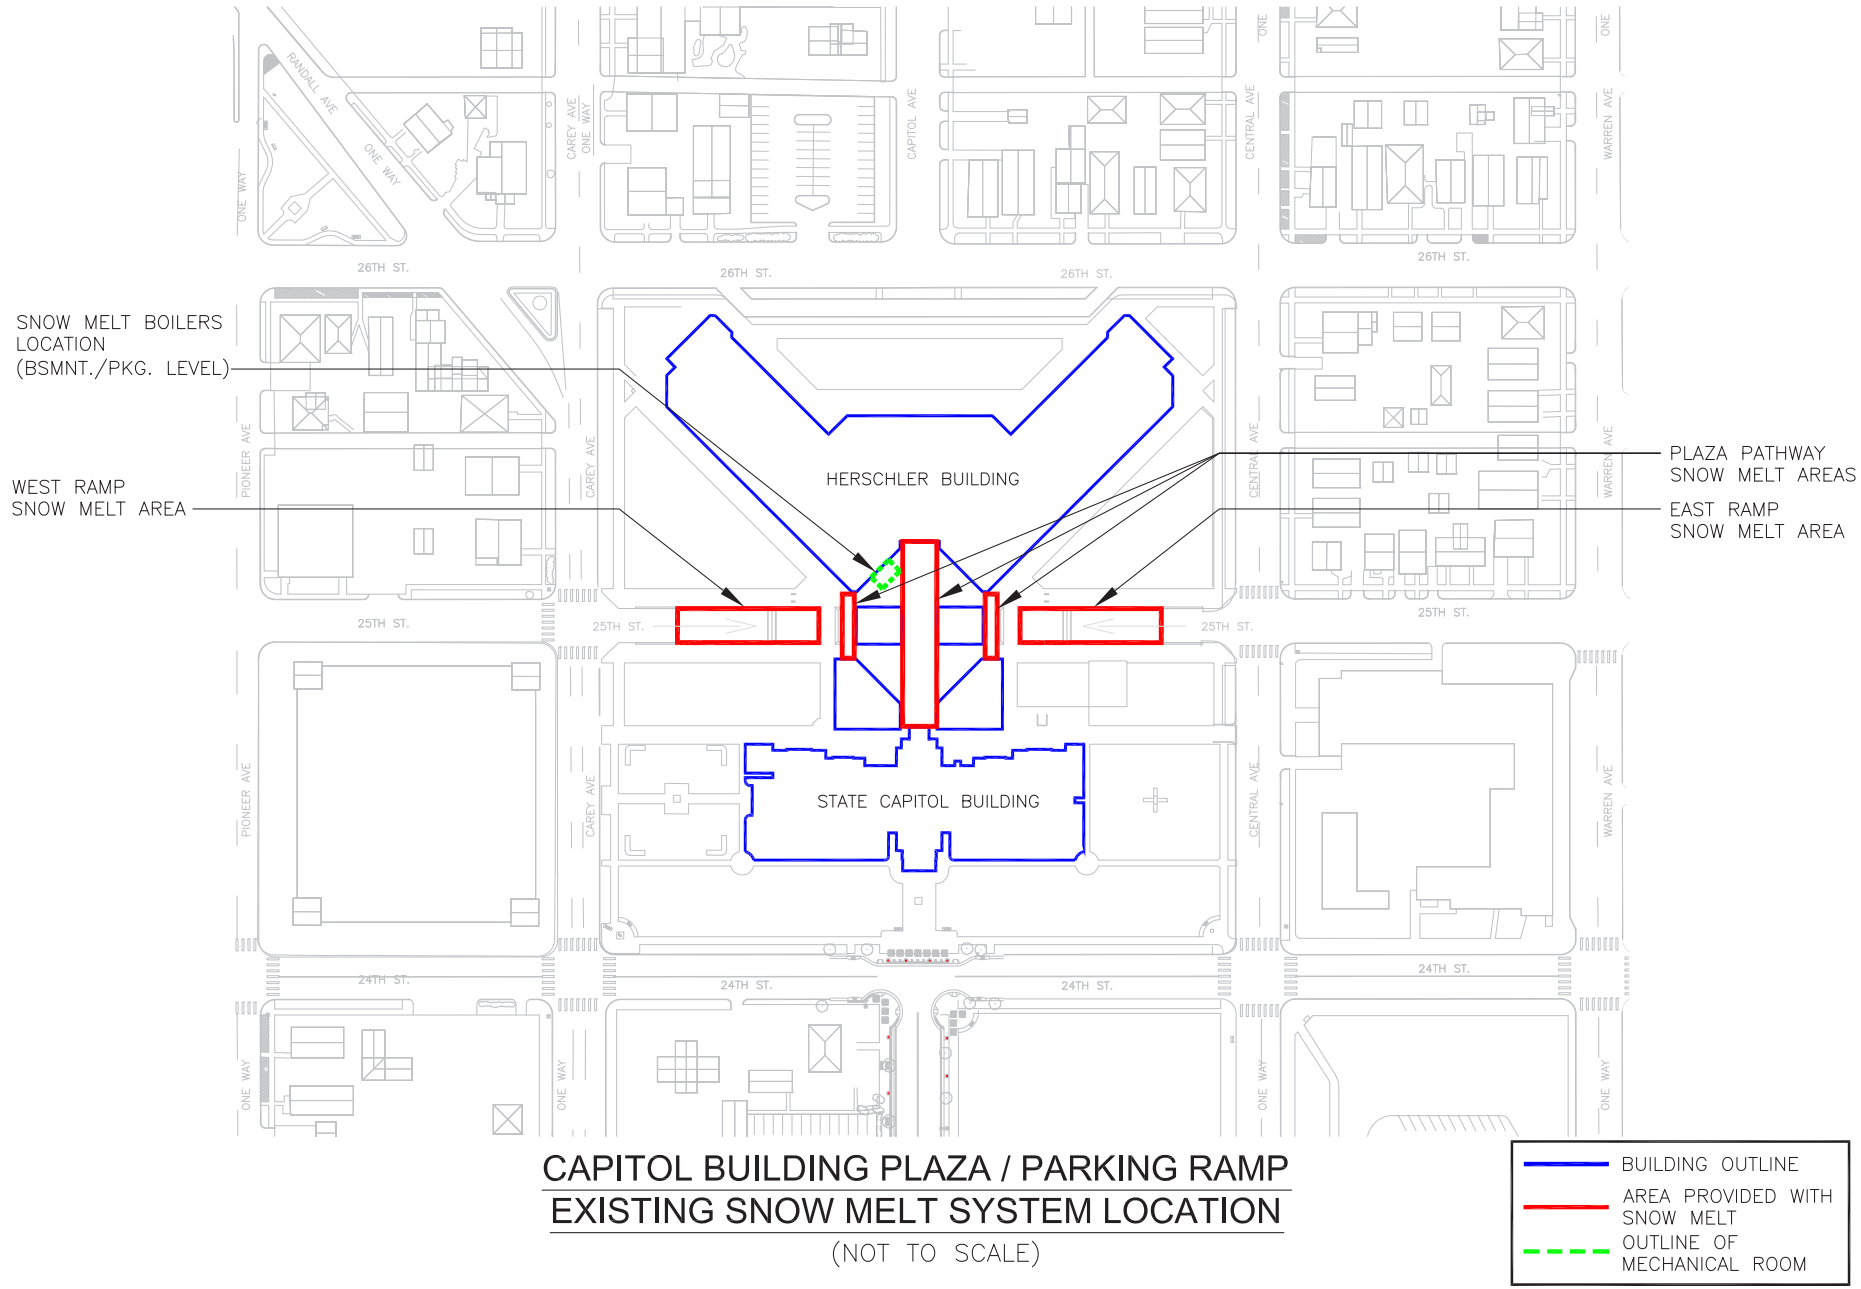 ONE
ONE
RANDALL AVE
ONE WAY
ONE WAY
CAREY AVE
ONE WAY
CAPITOL AVE
CENTRAL AVE
WARREN AVE
26TH ST.
26TH ST.
26TH ST.
26TH ST.
SNOW MELT BOILERS
LOCATION
(BSMNT./PKG. LEVEL)
PIONEER AVE
CAREY AVE
CENTRAL AVE
WARREN AVE
HERSCHLER BUILDING
PLAZA PATHWAY
SNOW MELT AREAS
WEST RAMP
SNOW MELT AREA
EAST RAMP
SNOW MELT AREA
25TH ST.
25TH ST.
25TH ST.
25TH ST.
PIONEER AVE
CAREY AVE
STATE CAPITOL BUILDING
CENTRAL AVE
WARREN AVE
24TH ST.
24TH ST.
24TH ST.
24TH ST.
ONE WAY
ONE WAY
ONE WAY
ONE WAY
CAPITOL BUILDING PLAZA / PARKING RAMP
EXISTING SNOW MELT SYSTEM LOCATION
(NOT TO SCALE)
BUILDING OUTLINE
AREA PROVIDED WITH
SNOW MELT
OUTLINE OF
MECHANICAL ROOM